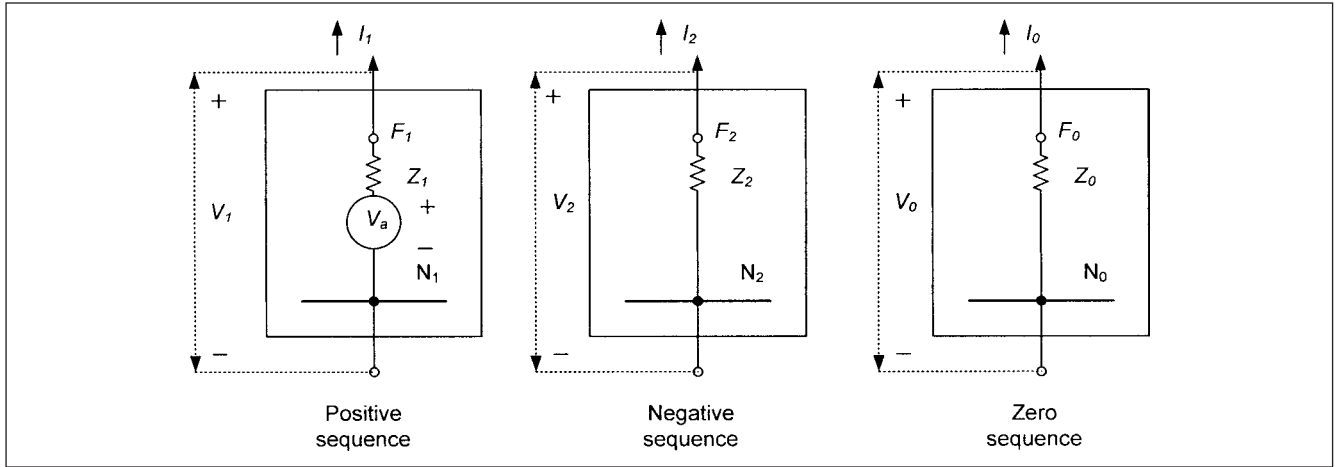 I₁
+
F₁
Z₁
V₁
Vₐ
+
−
N₁
−
Positive
sequence
I₂
+
F₂
Z₂
V₂
N₂
−
Negative
sequence
I₀
+
F₀
Z₀
V₀
N₀
−
Zero
sequence